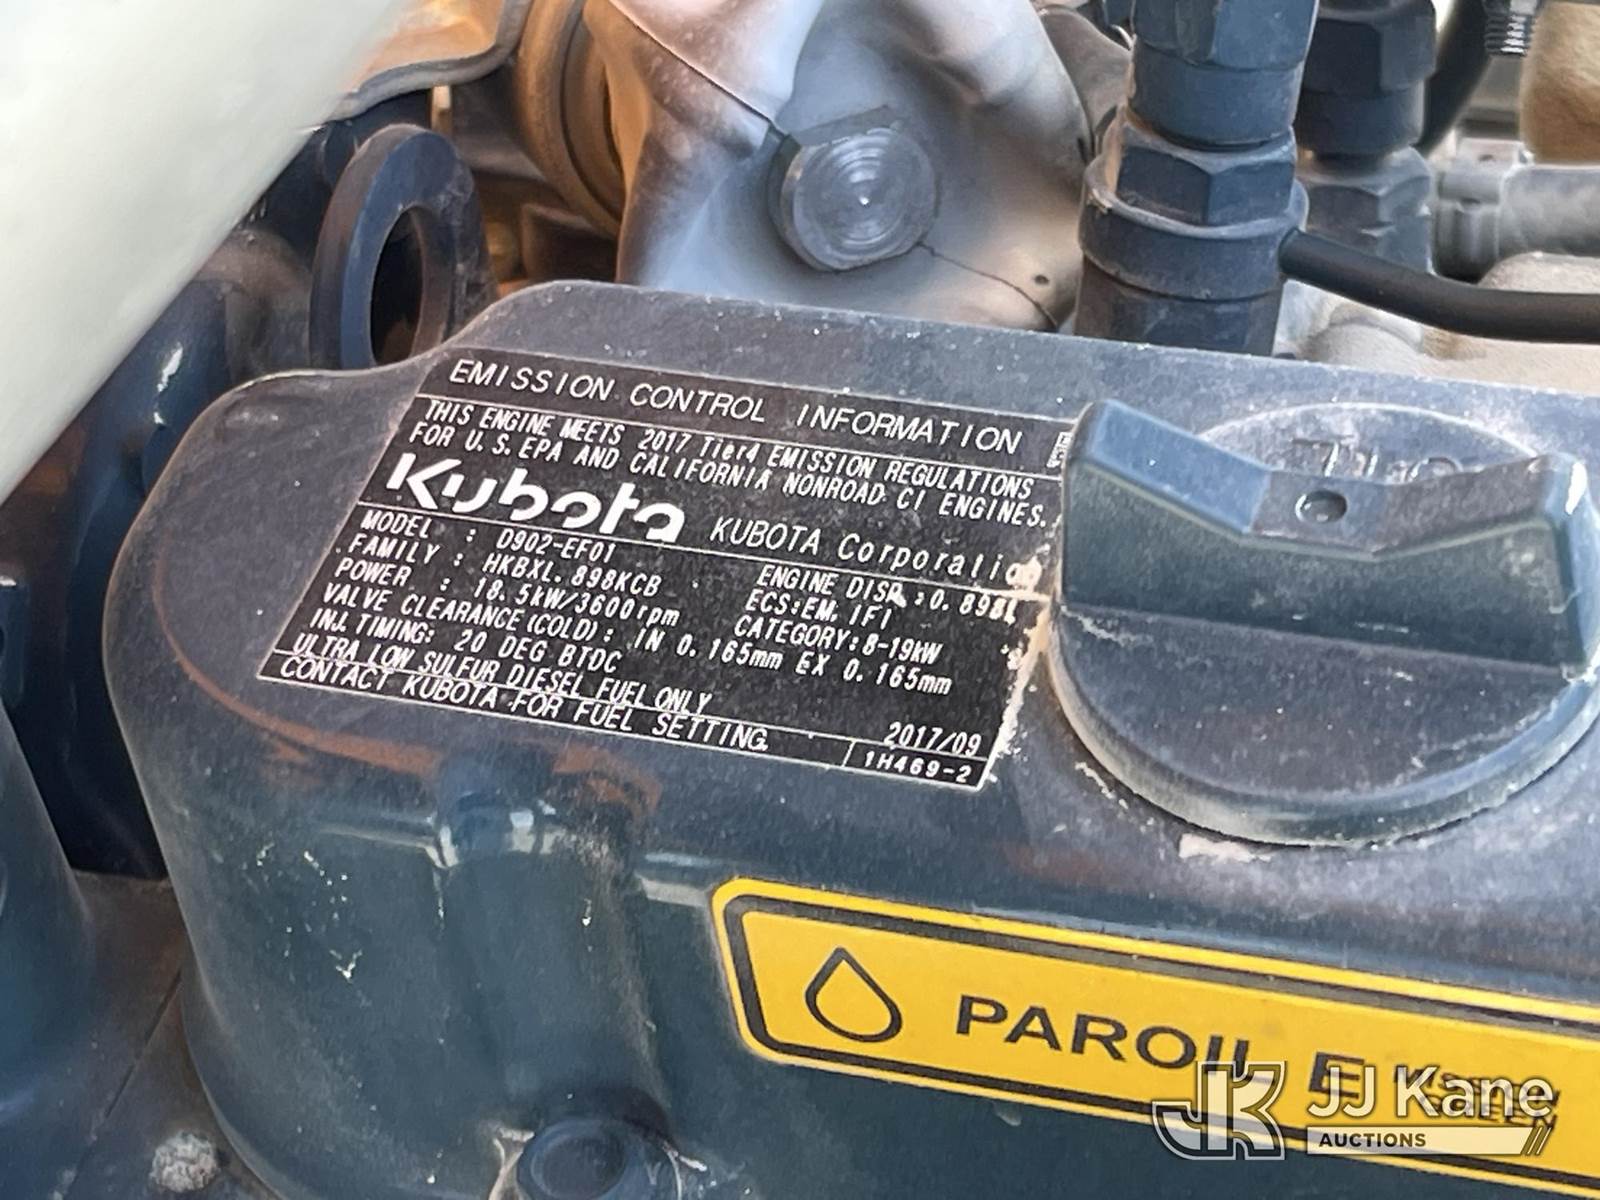 EMISSION CONTROL INFORMATION
THIS ENGINE MEETS 2017 Tier4 EMISSION REGULATIONS
FOR U.S.EPA AND CALIFORNIA NONROAD CI ENGINES.
Kubota KUBOTA Corporation
MODEL : D902-EF01 ENGINE DISP.:0.898L
FAMILY : HKBXL.898KCB ECS:EM,IFI
POWER : 18.5kW/3600rpm CATEGORY:8-19kW
VALVE CLEARANCE(COLD): IN 0.165mm EX 0.165mm
INJ.TIMING: 20 DEG BTDC
ULTRA LOW SULFUR DIESEL FUEL ONLY 2017/09
CONTACT KUBOTA FOR FUEL SETTING. 1H469-2
PAROIL E
JK JJ Kane
AUCTIONS